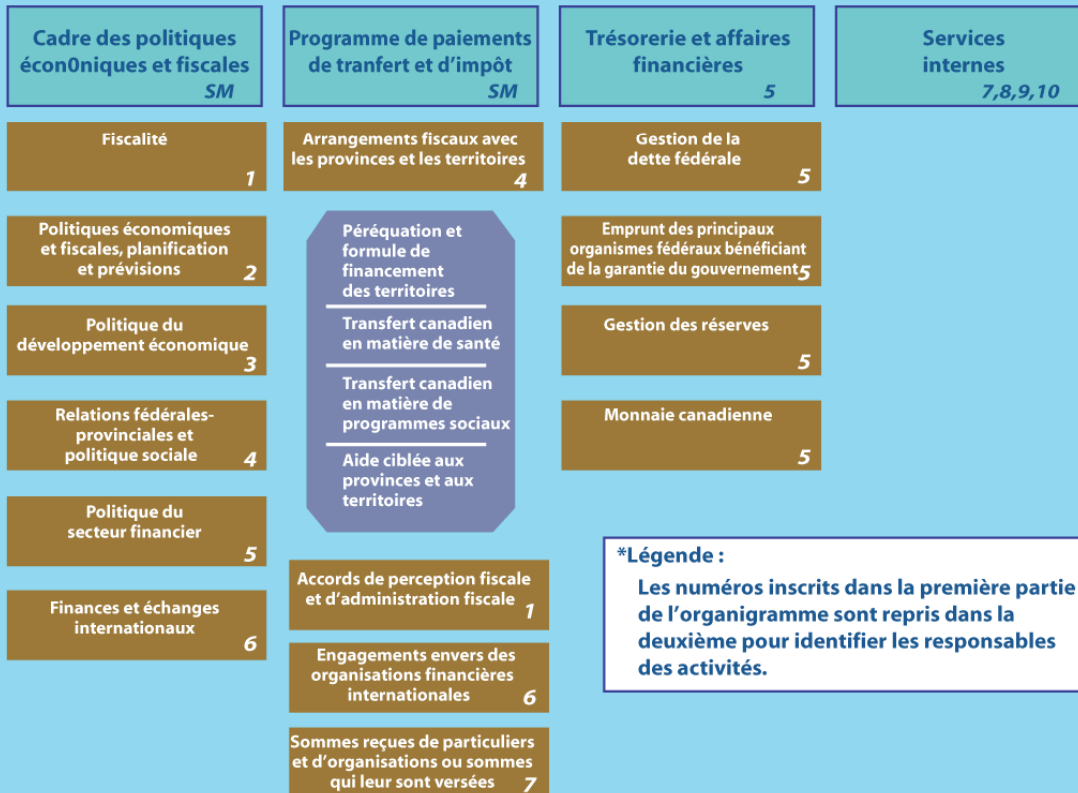 Cadre des politiques
écon0niques et fiscales
SM
Programme de paiements
de tranfert et d'impôt
SM
Trésorerie et affaires
financières
5
Services
internes
7,8,9,10
Fiscalité
1
Politiques économiques
et fiscales, planification
et prévisions
2
Politique du
développement économique
3
Relations fédérales-
provinciales et
politique sociale
4
Politique du
secteur financier
5
Finances et échanges
internationaux
6
Arrangements fiscaux avec
les provinces et les territoires
4
Péréquation et
formule de
financement
des territoires
Transfert canadien
en matière de santé
Transfert canadien
en matière de
programmes sociaux
Aide ciblée aux
provinces et aux
territoires
Accords de perception fiscale
et d'administration fiscale
1
Engagements envers des
organisations financières
internationales
6
Sommes reçues de particuliers
et d'organisations ou sommes
qui leur sont versées
7
Gestion de la
dette fédérale
5
Emprunt des principaux
organismes fédéraux bénéficiant
de la garantie du gouvernement
5
Gestion des réserves
5
Monnaie canadienne
5
*Légende :
Les numéros inscrits dans la première partie
de l'organigramme sont repris dans la
deuxième pour identifier les responsables
des activités.